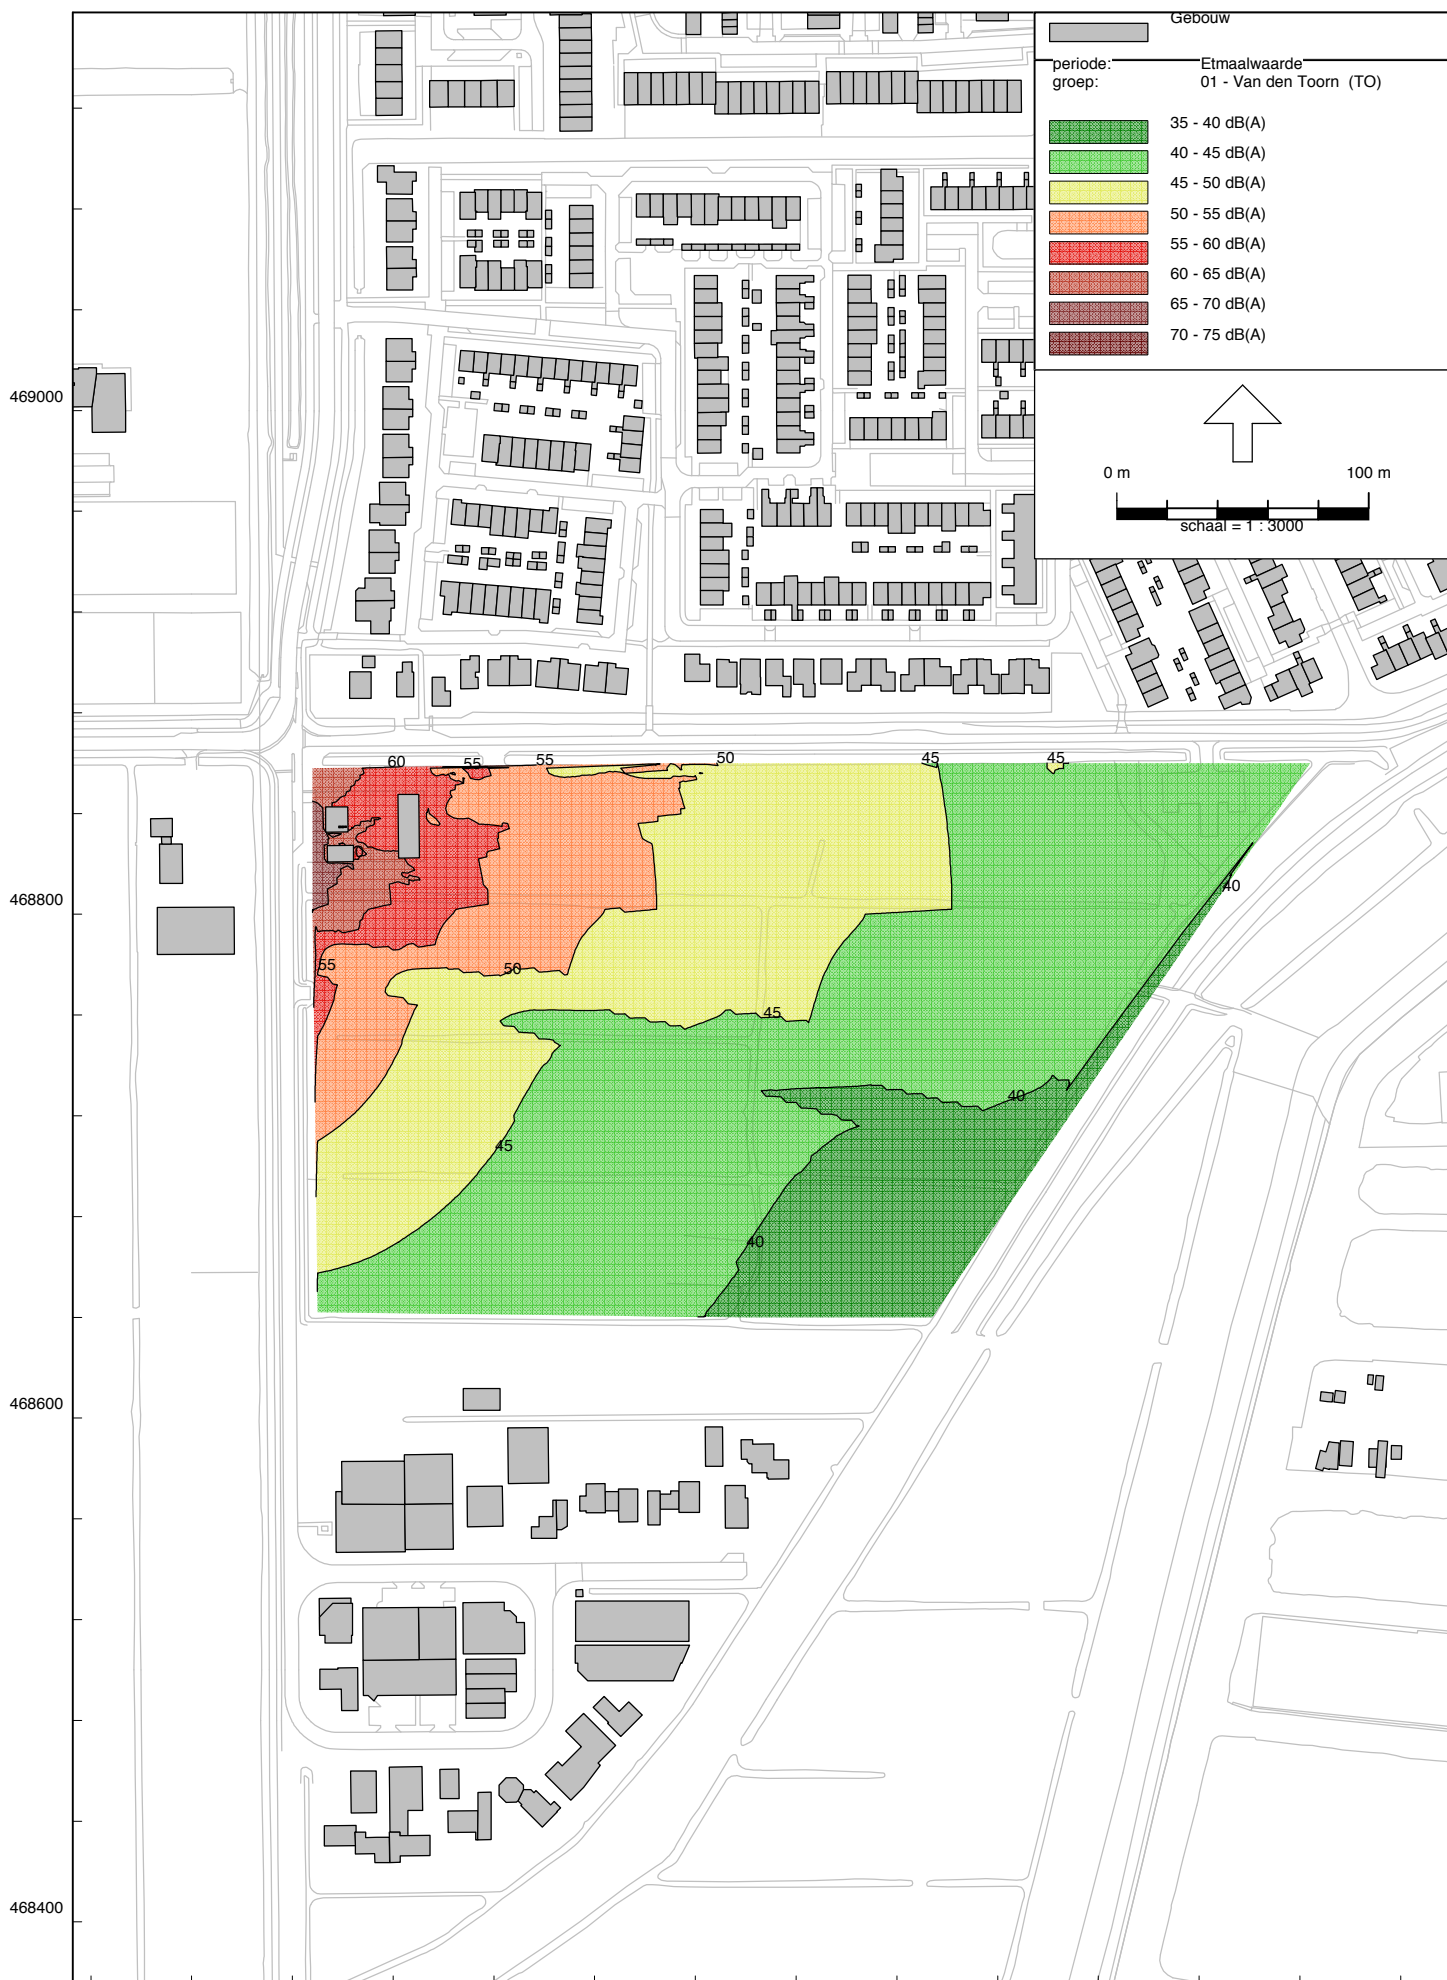 Gebouw
periode: Etmaalwaarde
groep: 01 - Van den Toorn (TO)
35 - 40 dB(A)
40 - 45 dB(A)
45 - 50 dB(A)
50 - 55 dB(A)
55 - 60 dB(A)
60 - 65 dB(A)
65 - 70 dB(A)
70 - 75 dB(A)
469000
0 m 100 m
schaal = 1 : 3000
60 55 55 50 45 45
40
468800
55 50
45
40
45
40
468600
468400